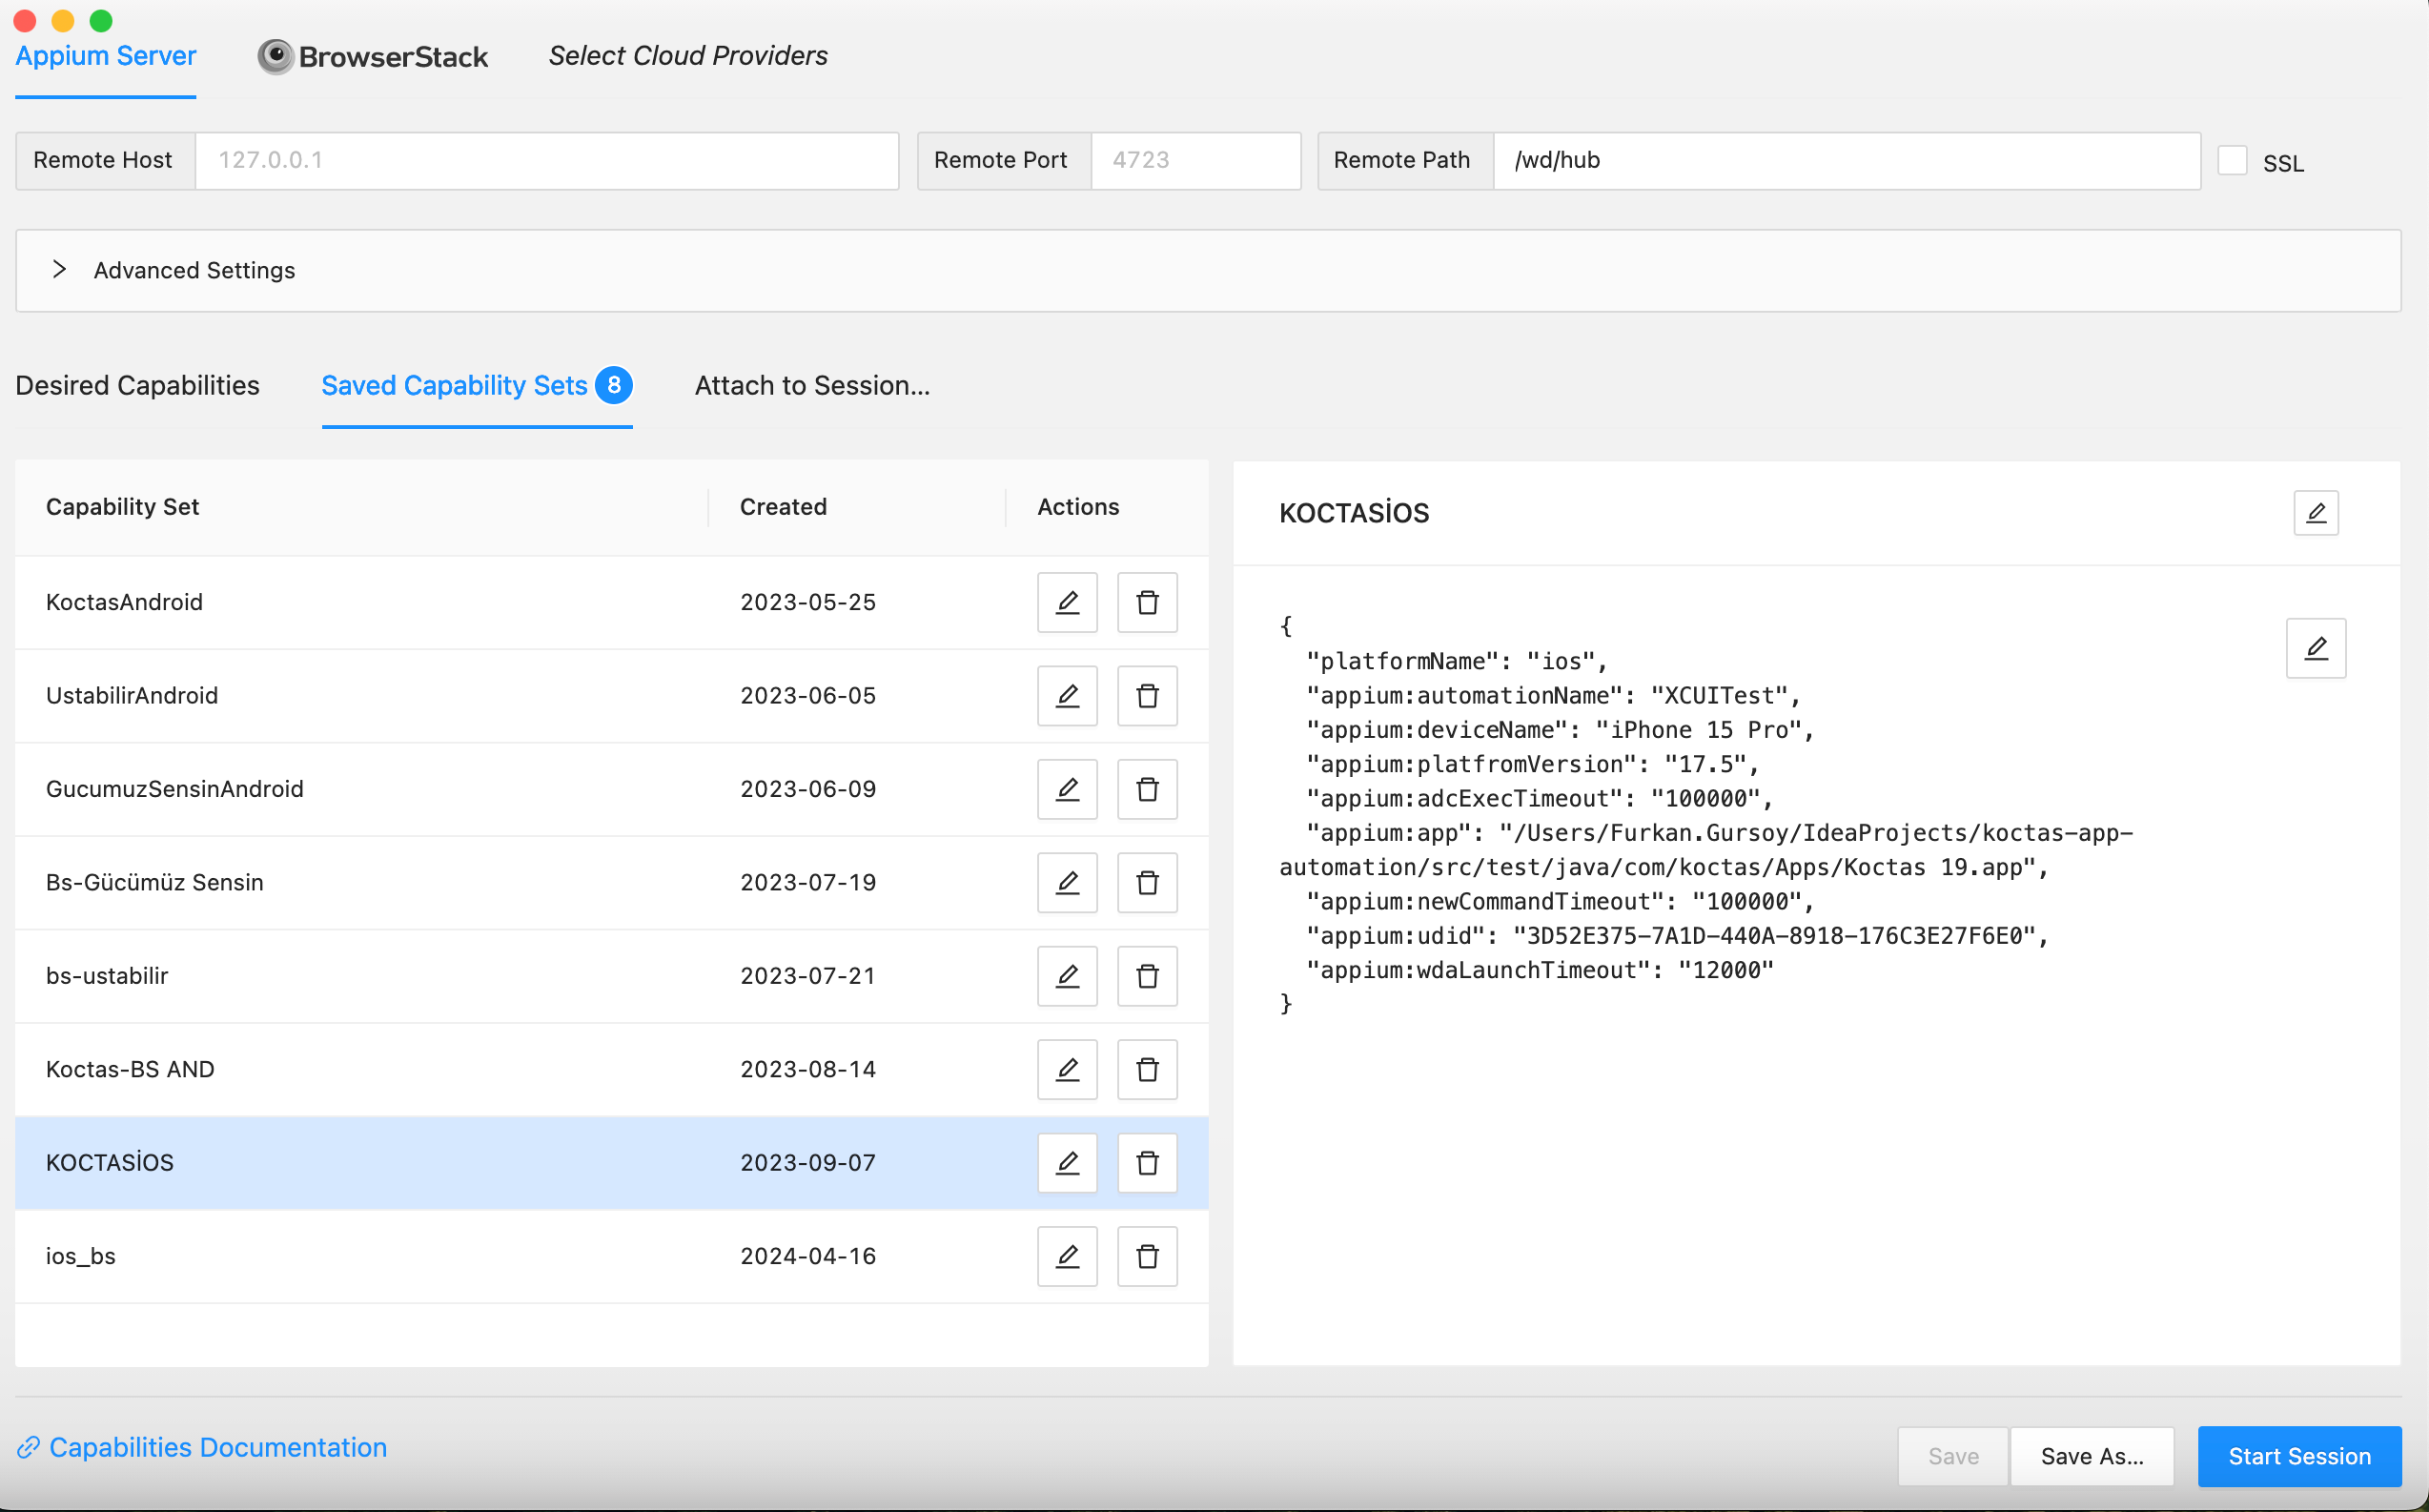 Appium Server
BrowserStack
Select Cloud Providers
Remote Host
127.0.0.1
Remote Port
4723
Remote Path
/wd/hub
SSL
Advanced Settings
Desired Capabilities
Saved Capability Sets 8
Attach to Session...
Capability Set Created Actions
KoctasAndroid 2023-05-25
UstabilirAndroid 2023-06-05
GucumuzSensinAndroid 2023-06-09
Bs-Gücümüz Sensin 2023-07-19
bs-ustabilir 2023-07-21
Koctas-BS AND 2023-08-14
KOCTASİOS 2023-09-07
ios_bs 2024-04-16
KOCTASİOS
{
"platformName": "ios",
"appium:automationName": "XCUITest",
"appium:deviceName": "iPhone 15 Pro",
"appium:platfromVersion": "17.5",
"appium:adcExecTimeout": "100000",
"appium:app": "/Users/Furkan.Gursoy/IdeaProjects/koctas-app-
automation/src/test/java/com/koctas/Apps/Koctas 19.app",
"appium:newCommandTimeout": "100000",
"appium:udid": "3D52E375-7A1D-440A-8918-176C3E27F6E0",
"appium:wdaLaunchTimeout": "12000"
}
Capabilities Documentation
Save
Save As...
Start Session